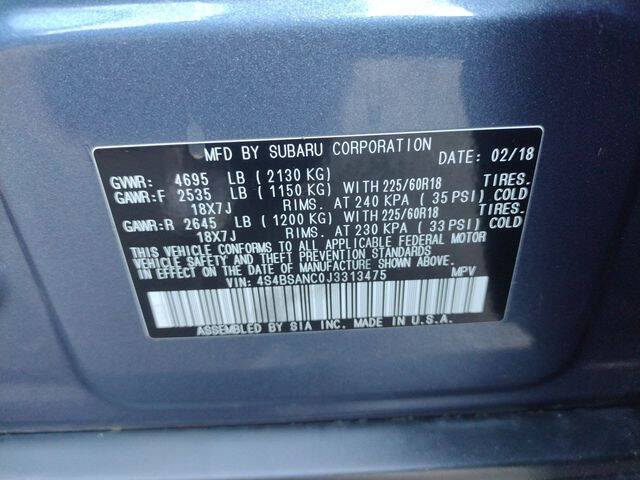 MFD BY SUBARU CORPORATION DATE: 02/18
GVWR: 4695 LB (2130 KG)
GAWR:F 2535 LB (1150 KG) WITH 225/60R18 TIRES.
18X7J RIMS. AT 240 KPA (35 PSI) COLD
GAWR:R 2645 LB (1200 KG) WITH 225/60R18 TIRES.
18X7J RIMS. AT 230 KPA (33 PSI) COLD
THIS VEHICLE CONFORMS TO ALL APPLICABLE FEDERAL MOTOR
VEHICLE SAFETY AND THEFT PREVENTION STANDARDS
IN EFFECT ON THE DATE OF MANUFACTURE SHOWN ABOVE.
VIN: 4S4BSANC0J3313475 MPV
ASSEMBLED BY SIA INC. MADE IN U.S.A.